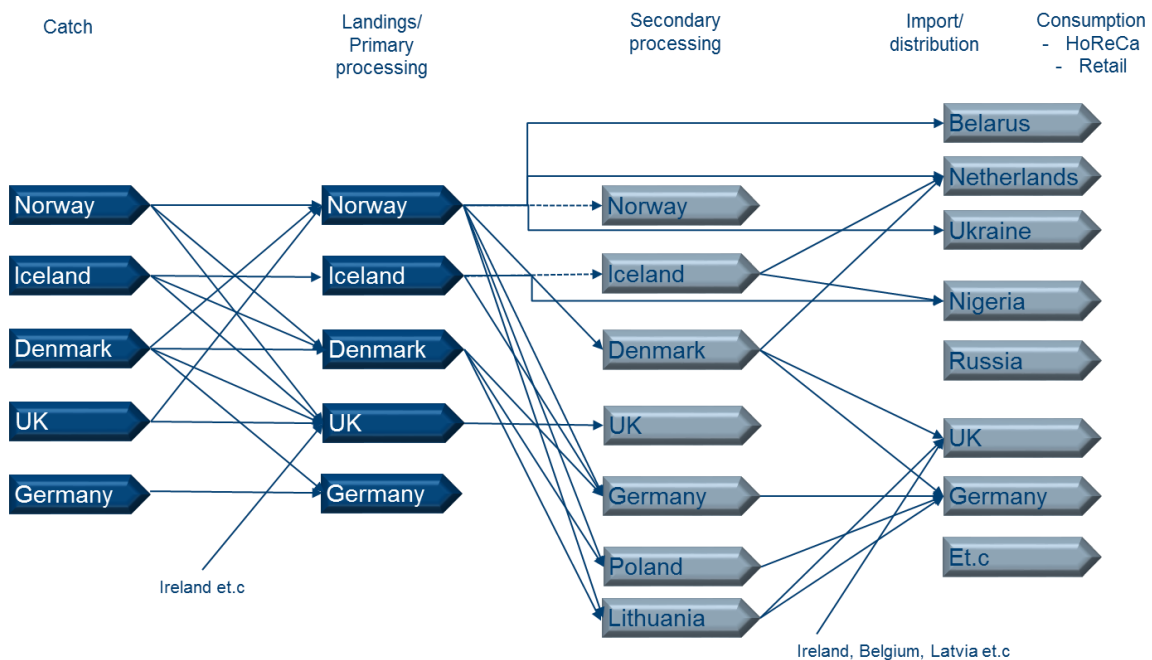 Catch
Landings/
Primary
processing
Secondary
processing
Import/
distribution
Consumption
- HoReCa
- Retail
Norway
Iceland
Denmark
UK
Germany
Ireland et.c
Norway
Iceland
Denmark
UK
Germany
Norway
Iceland
Denmark
UK
Germany
Poland
Lithuania
Belarus
Netherlands
Ukraine
Nigeria
Russia
UK
Germany
Et.c
Ireland, Belgium, Latvia et.c